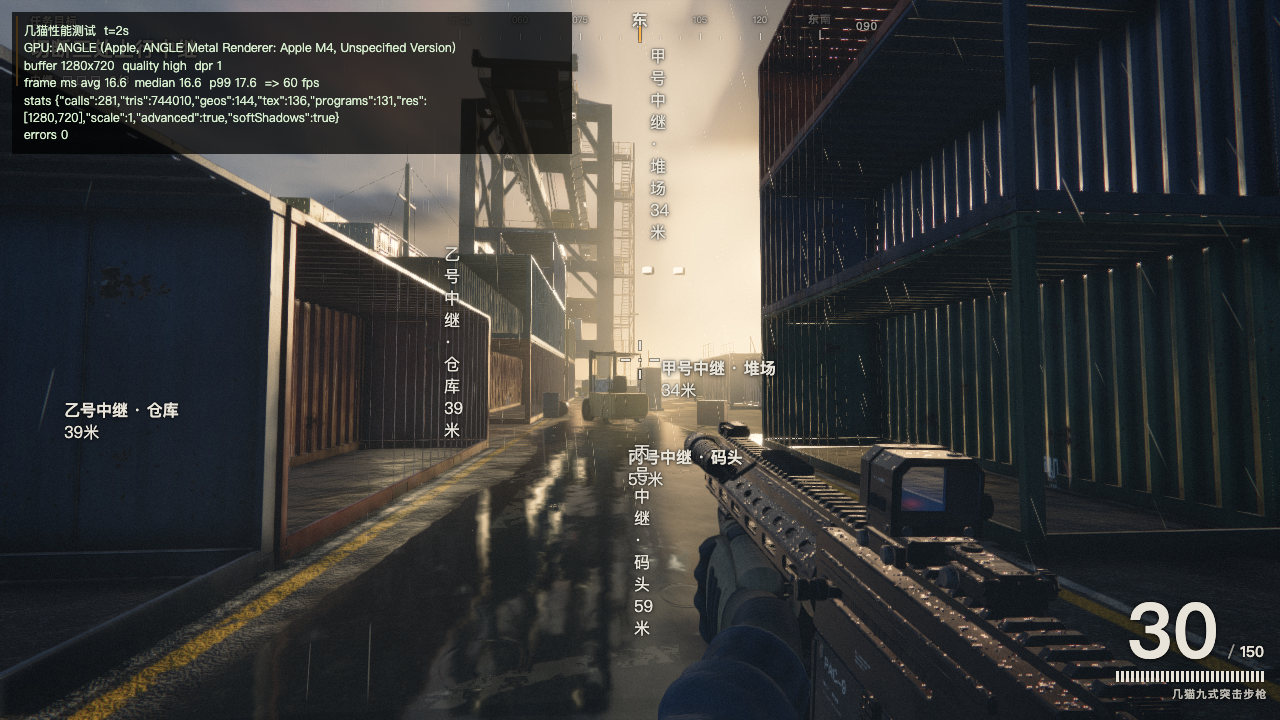 几猫性能测试 t=2s
GPU: ANGLE (Apple, ANGLE Metal Renderer: Apple M4, Unspecified Version)
buffer 1280x720 quality high dpr 1
frame ms avg 16.6 median 16.6 p99 17.6 => 60 fps
stats {"calls":281,"tris":744010,"geos":144,"tex":136,"programs":131,"res":
[1280,720],"scale":1,"advanced":true,"softShadows":true}
errors 0
075
东
105
120
东南
090
甲号中继·堆场34米
乙号中继·仓库39米
甲号中继 · 堆场
34米
乙号中继 · 仓库
39米
丙号中继 · 码头
59米
丙号中继·码头59米
30 / 150
几猫九式突击步枪